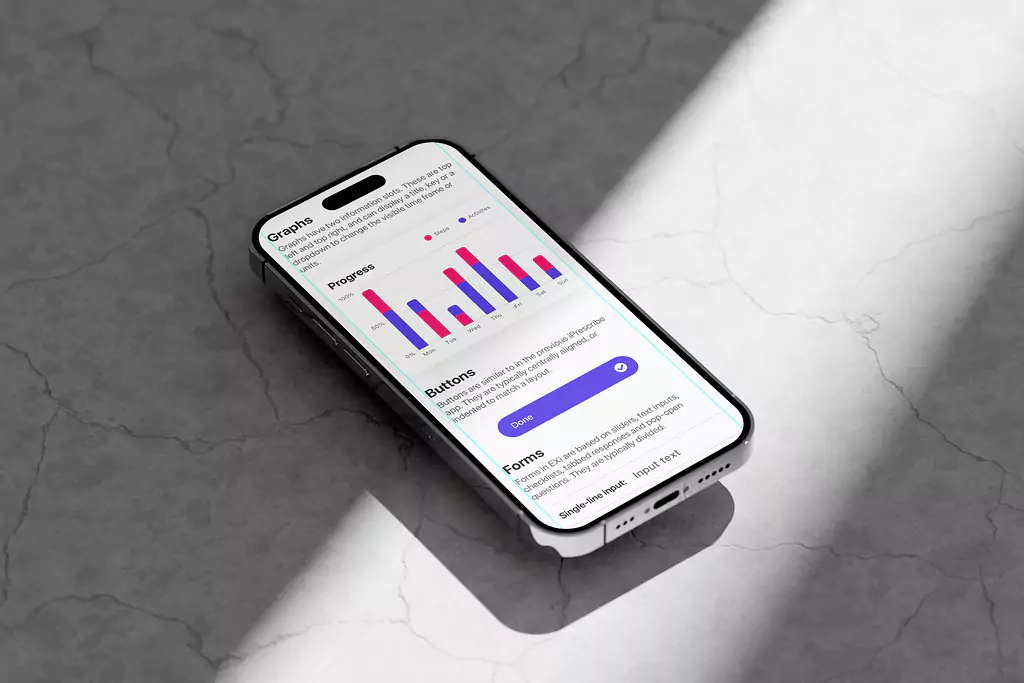 Graphs
Graphs have two information slots. These are top
left and top right, and can display a title, key or a
dropdown to change the visible time frame or
units.
Steps
Activites
Progress
100%
50%
0%
Mon
Tue
Wed
Thu
Fri
Sat
Sun
Buttons
Buttons are similar to in the previous iPrescribe
app. They are typically centrally aligned, or
indented to match a layout.
Done
Forms
Forms in EXi are based on sliders, text inputs,
checklists, tabbed responses and pop-open
questions. They are typically divided.
Single-line input: Input text